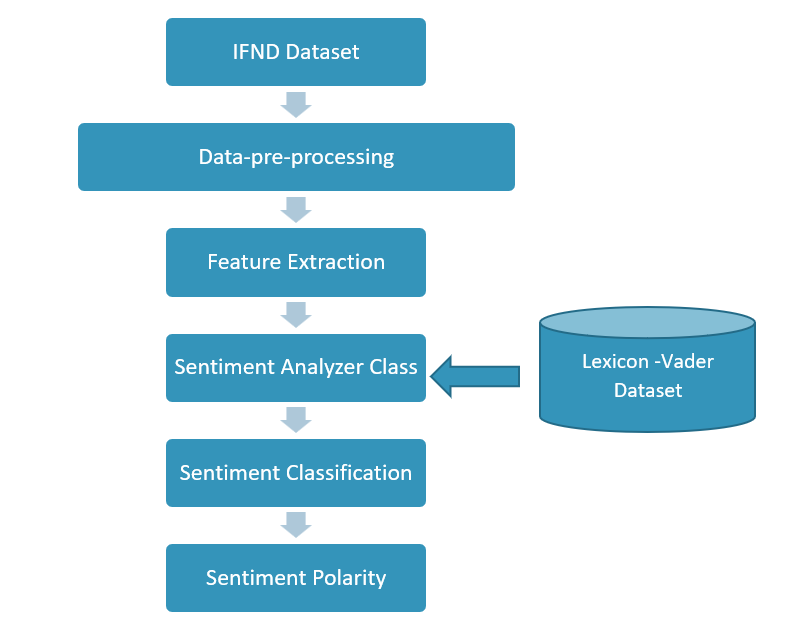 IFND Dataset
Data-pre-processing
Feature Extraction
Sentiment Analyzer Class
Lexicon -Vader
Dataset
Sentiment Classification
Sentiment Polarity